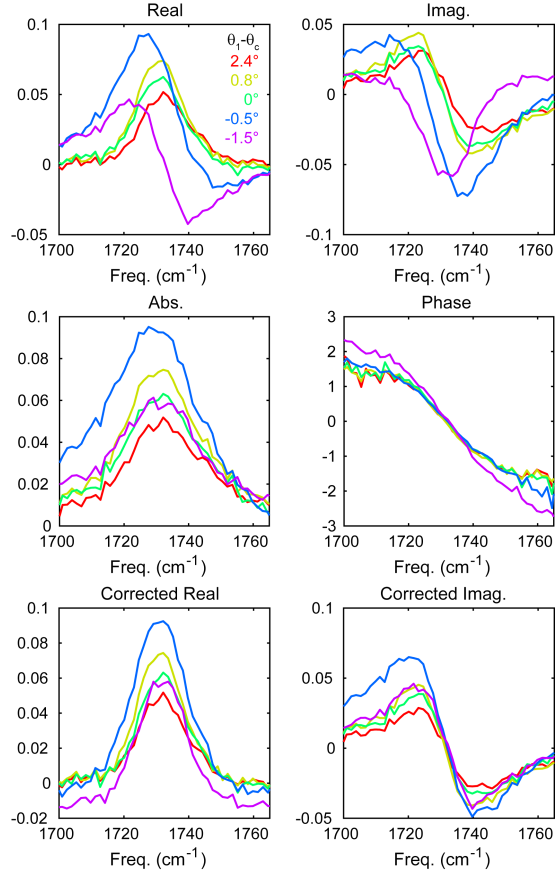 Real
0.1
0.05
0
-0.05
1700 1720 1740 1760
Freq. (cm⁻¹)
θ₁-θc
2.4°
0.8°
0°
-0.5°
-1.5°
Imag.
0.05
0
-0.05
-0.1
1700 1720 1740 1760
Freq. (cm⁻¹)
Abs.
0.1
0.08
0.06
0.04
0.02
0
1700 1720 1740 1760
Freq. (cm⁻¹)
Phase
3
2
1
0
-1
-2
-3
1700 1720 1740 1760
Freq. (cm⁻¹)
Corrected Real
0.1
0.08
0.06
0.04
0.02
0
-0.02
1700 1720 1740 1760
Freq. (cm⁻¹)
Corrected Imag.
0.1
0.05
0
-0.05
1700 1720 1740 1760
Freq. (cm⁻¹)